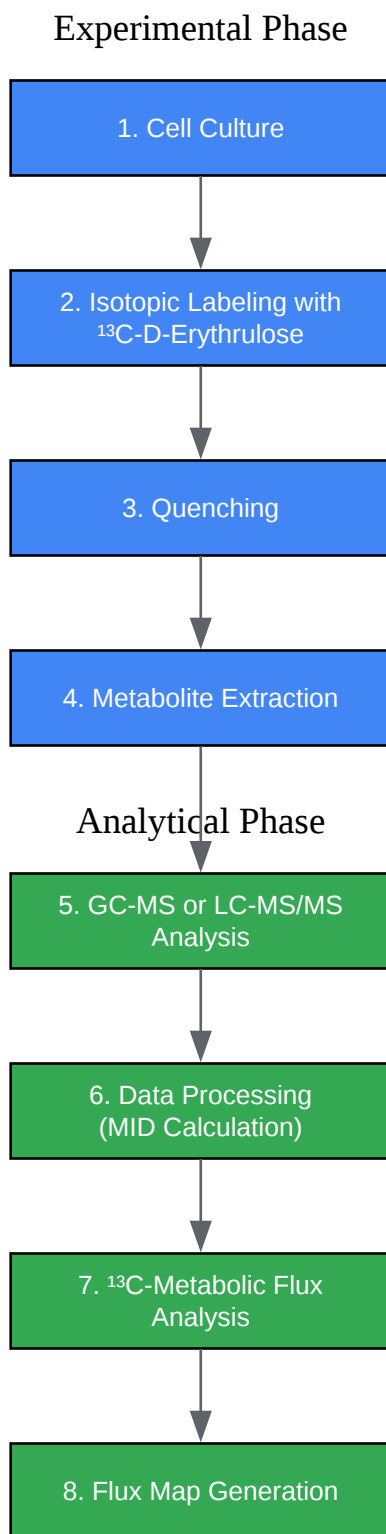 Experimental Phase
1. Cell Culture
2. Isotopic Labeling with
¹³C-D-Erythrulose
3. Quenching
4. Metabolite Extraction
Analytical Phase
5. GC-MS or LC-MS/MS
Analysis
6. Data Processing
(MID Calculation)
7. ¹³C-Metabolic Flux
Analysis
8. Flux Map Generation